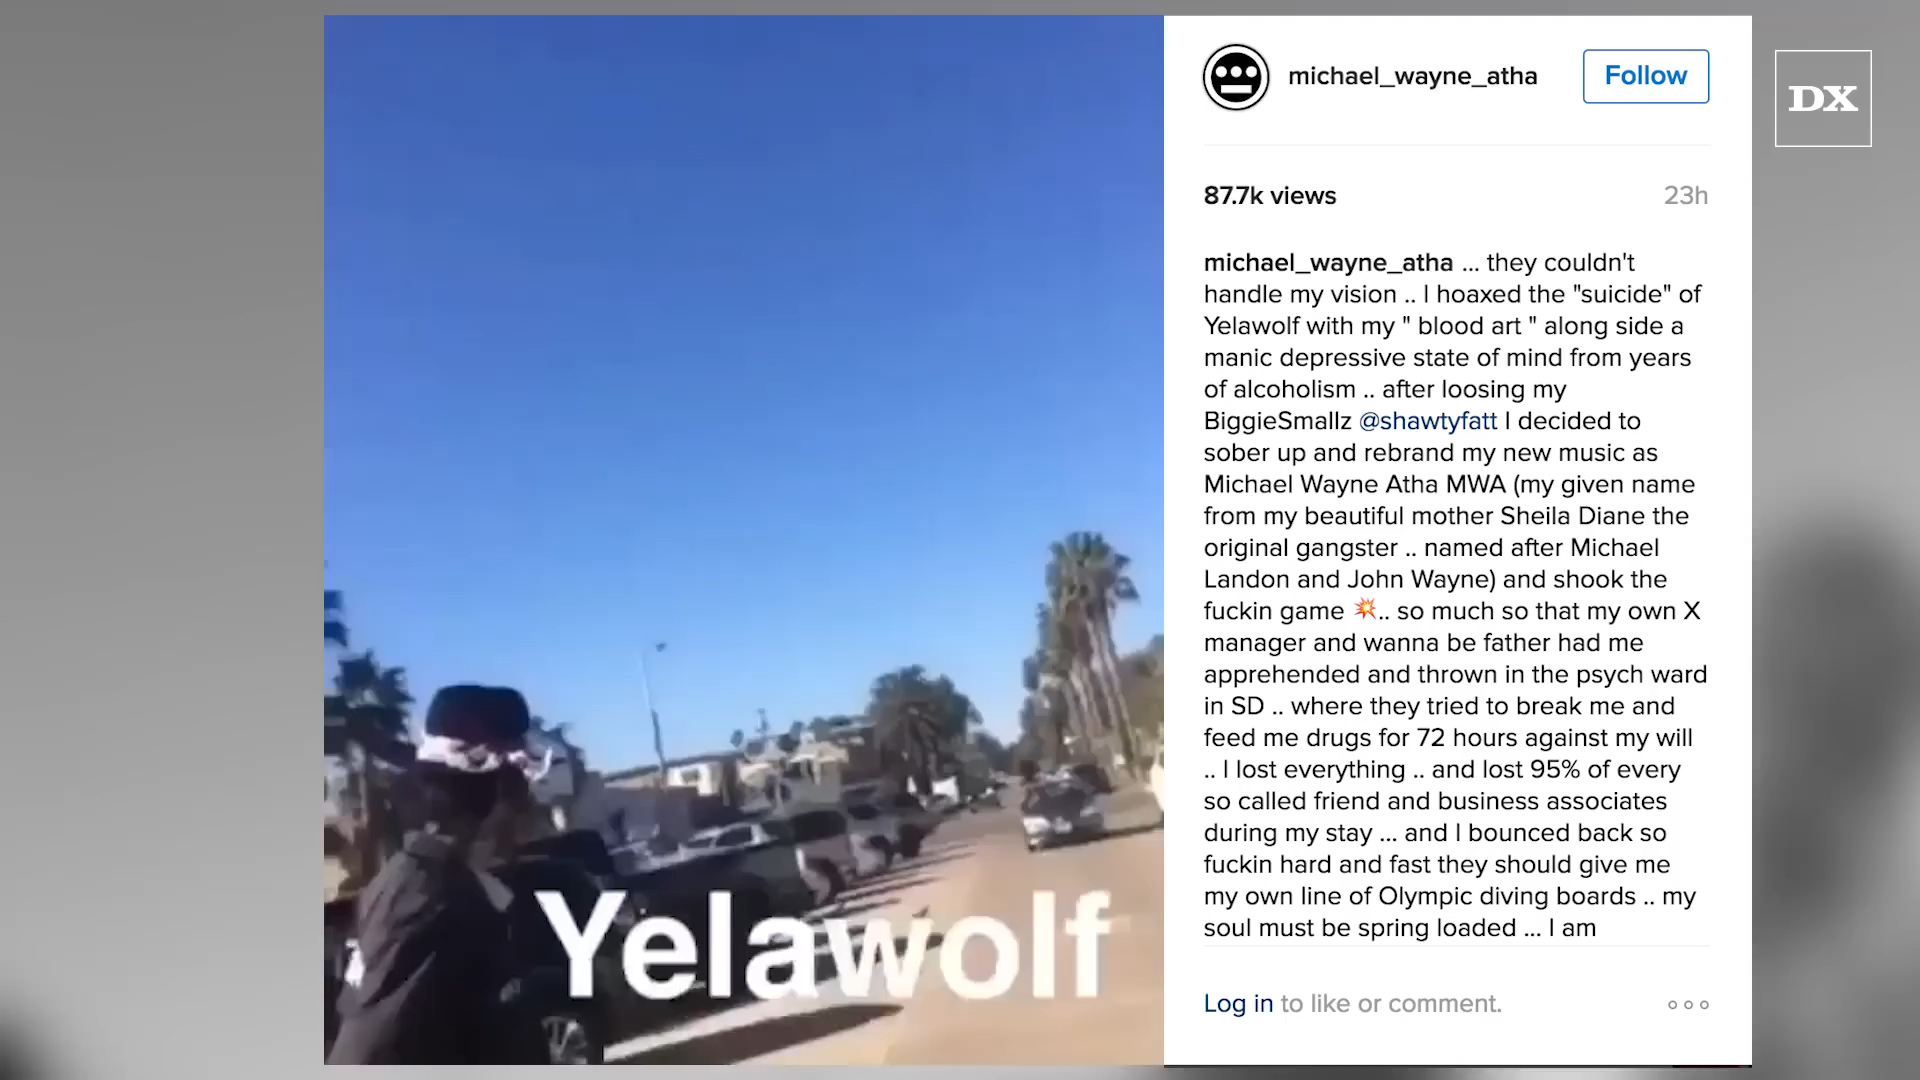 michael_wayne_atha
Follow
DX
87.7k views
23h
michael_wayne_atha ... they couldn't
handle my vision .. I hoaxed the "suicide" of
Yelawolf with my " blood art " along side a
manic depressive state of mind from years
of alcoholism .. after loosing my
BiggieSmallz @shawtyfatt I decided to
sober up and rebrand my new music as
Michael Wayne Atha MWA (my given name
from my beautiful mother Sheila Diane the
original gangster .. named after Michael
Landon and John Wayne) and shook the
fuckin game 💥.. so much so that my own X
manager and wanna be father had me
apprehended and thrown in the psych ward
in SD .. where they tried to break me and
feed me drugs for 72 hours against my will
.. I lost everything .. and lost 95% of every
so called friend and business associates
during my stay ... and I bounced back so
fuckin hard and fast they should give me
my own line of Olympic diving boards .. my
soul must be spring loaded ... I am
Yelawolf
Log in to like or comment.